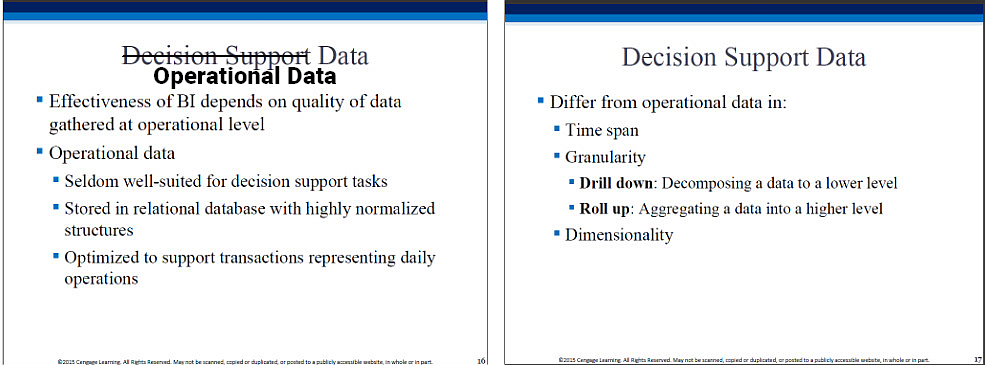 Decision Support Data
Operational Data
▪ Effectiveness of BI depends on quality of data
gathered at operational level
▪ Operational data
▪ Seldom well-suited for decision support tasks
▪ Stored in relational database with highly normalized
structures
▪ Optimized to support transactions representing daily
operations
©2015 Cengage Learning. All Rights Reserved. May not be scanned, copied or duplicated, or posted to a publicly accessible website, in whole or in part.
16
Decision Support Data
▪ Differ from operational data in:
▪ Time span
▪ Granularity
▪ Drill down: Decomposing a data to a lower level
▪ Roll up: Aggregating a data into a higher level
▪ Dimensionality
©2015 Cengage Learning. All Rights Reserved. May not be scanned, copied or duplicated, or posted to a publicly accessible website, in whole or in part.
17